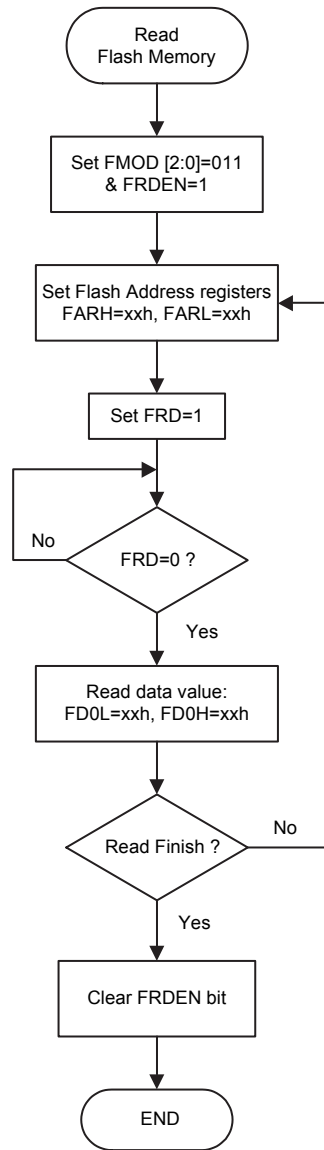 Read
Flash Memory
Set FMOD [2:0]=011
& FRDEN=1
Set Flash Address registers
FARH=xxh, FARL=xxh
Set FRD=1
No
FRD=0 ?
Yes
Read data value:
FD0L=xxh, FD0H=xxh
Read Finish ?
No
Yes
Clear FRDEN bit
END